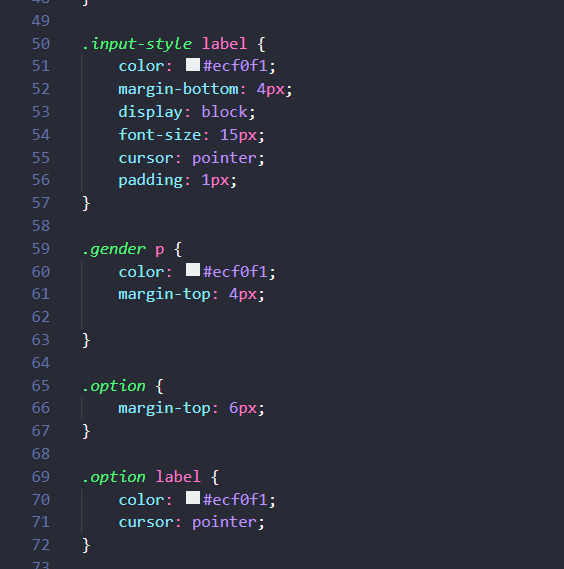 48 }
49
50 .input-style label {
51 color: #ecf0f1;
52 margin-bottom: 4px;
53 display: block;
54 font-size: 15px;
55 cursor: pointer;
56 padding: 1px;
57 }
58
59 .gender p {
60 color: #ecf0f1;
61 margin-top: 4px;
62
63 }
64
65 .option {
66 margin-top: 6px;
67 }
68
69 .option label {
70 color: #ecf0f1;
71 cursor: pointer;
72 }
73